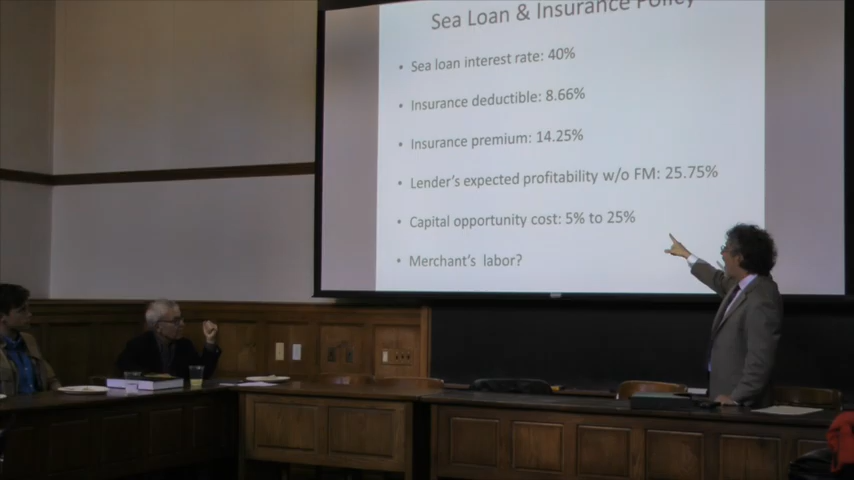 Sea Loan & Insurance Policy
• Sea loan interest rate: 40%
• Insurance deductible: 8.66%
• Insurance premium: 14.25%
• Lender's expected profitability w/o FM: 25.75%
• Capital opportunity cost: 5% to 25%
• Merchant's labor?